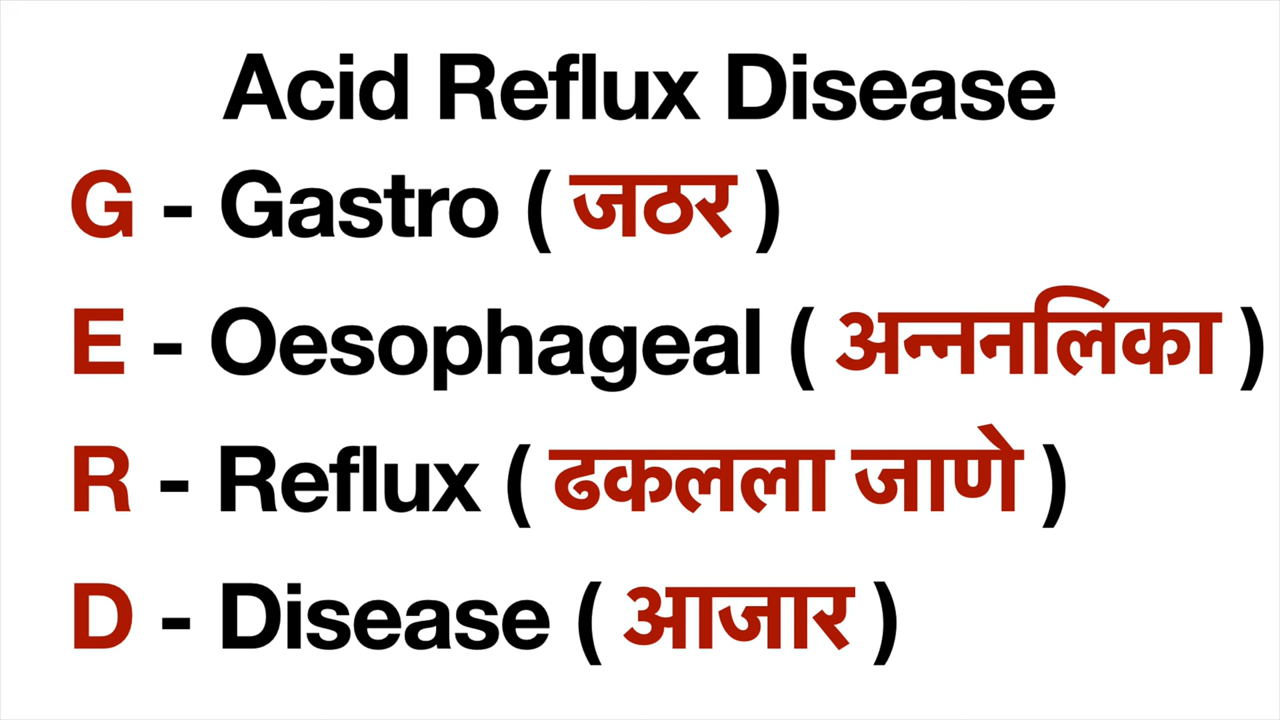 Acid Reflux Disease
G - Gastro ( जठर )
E - Oesophageal ( अन्ननलिका )
R - Reflux ( ढकलला जाणे )
D - Disease ( आजार )